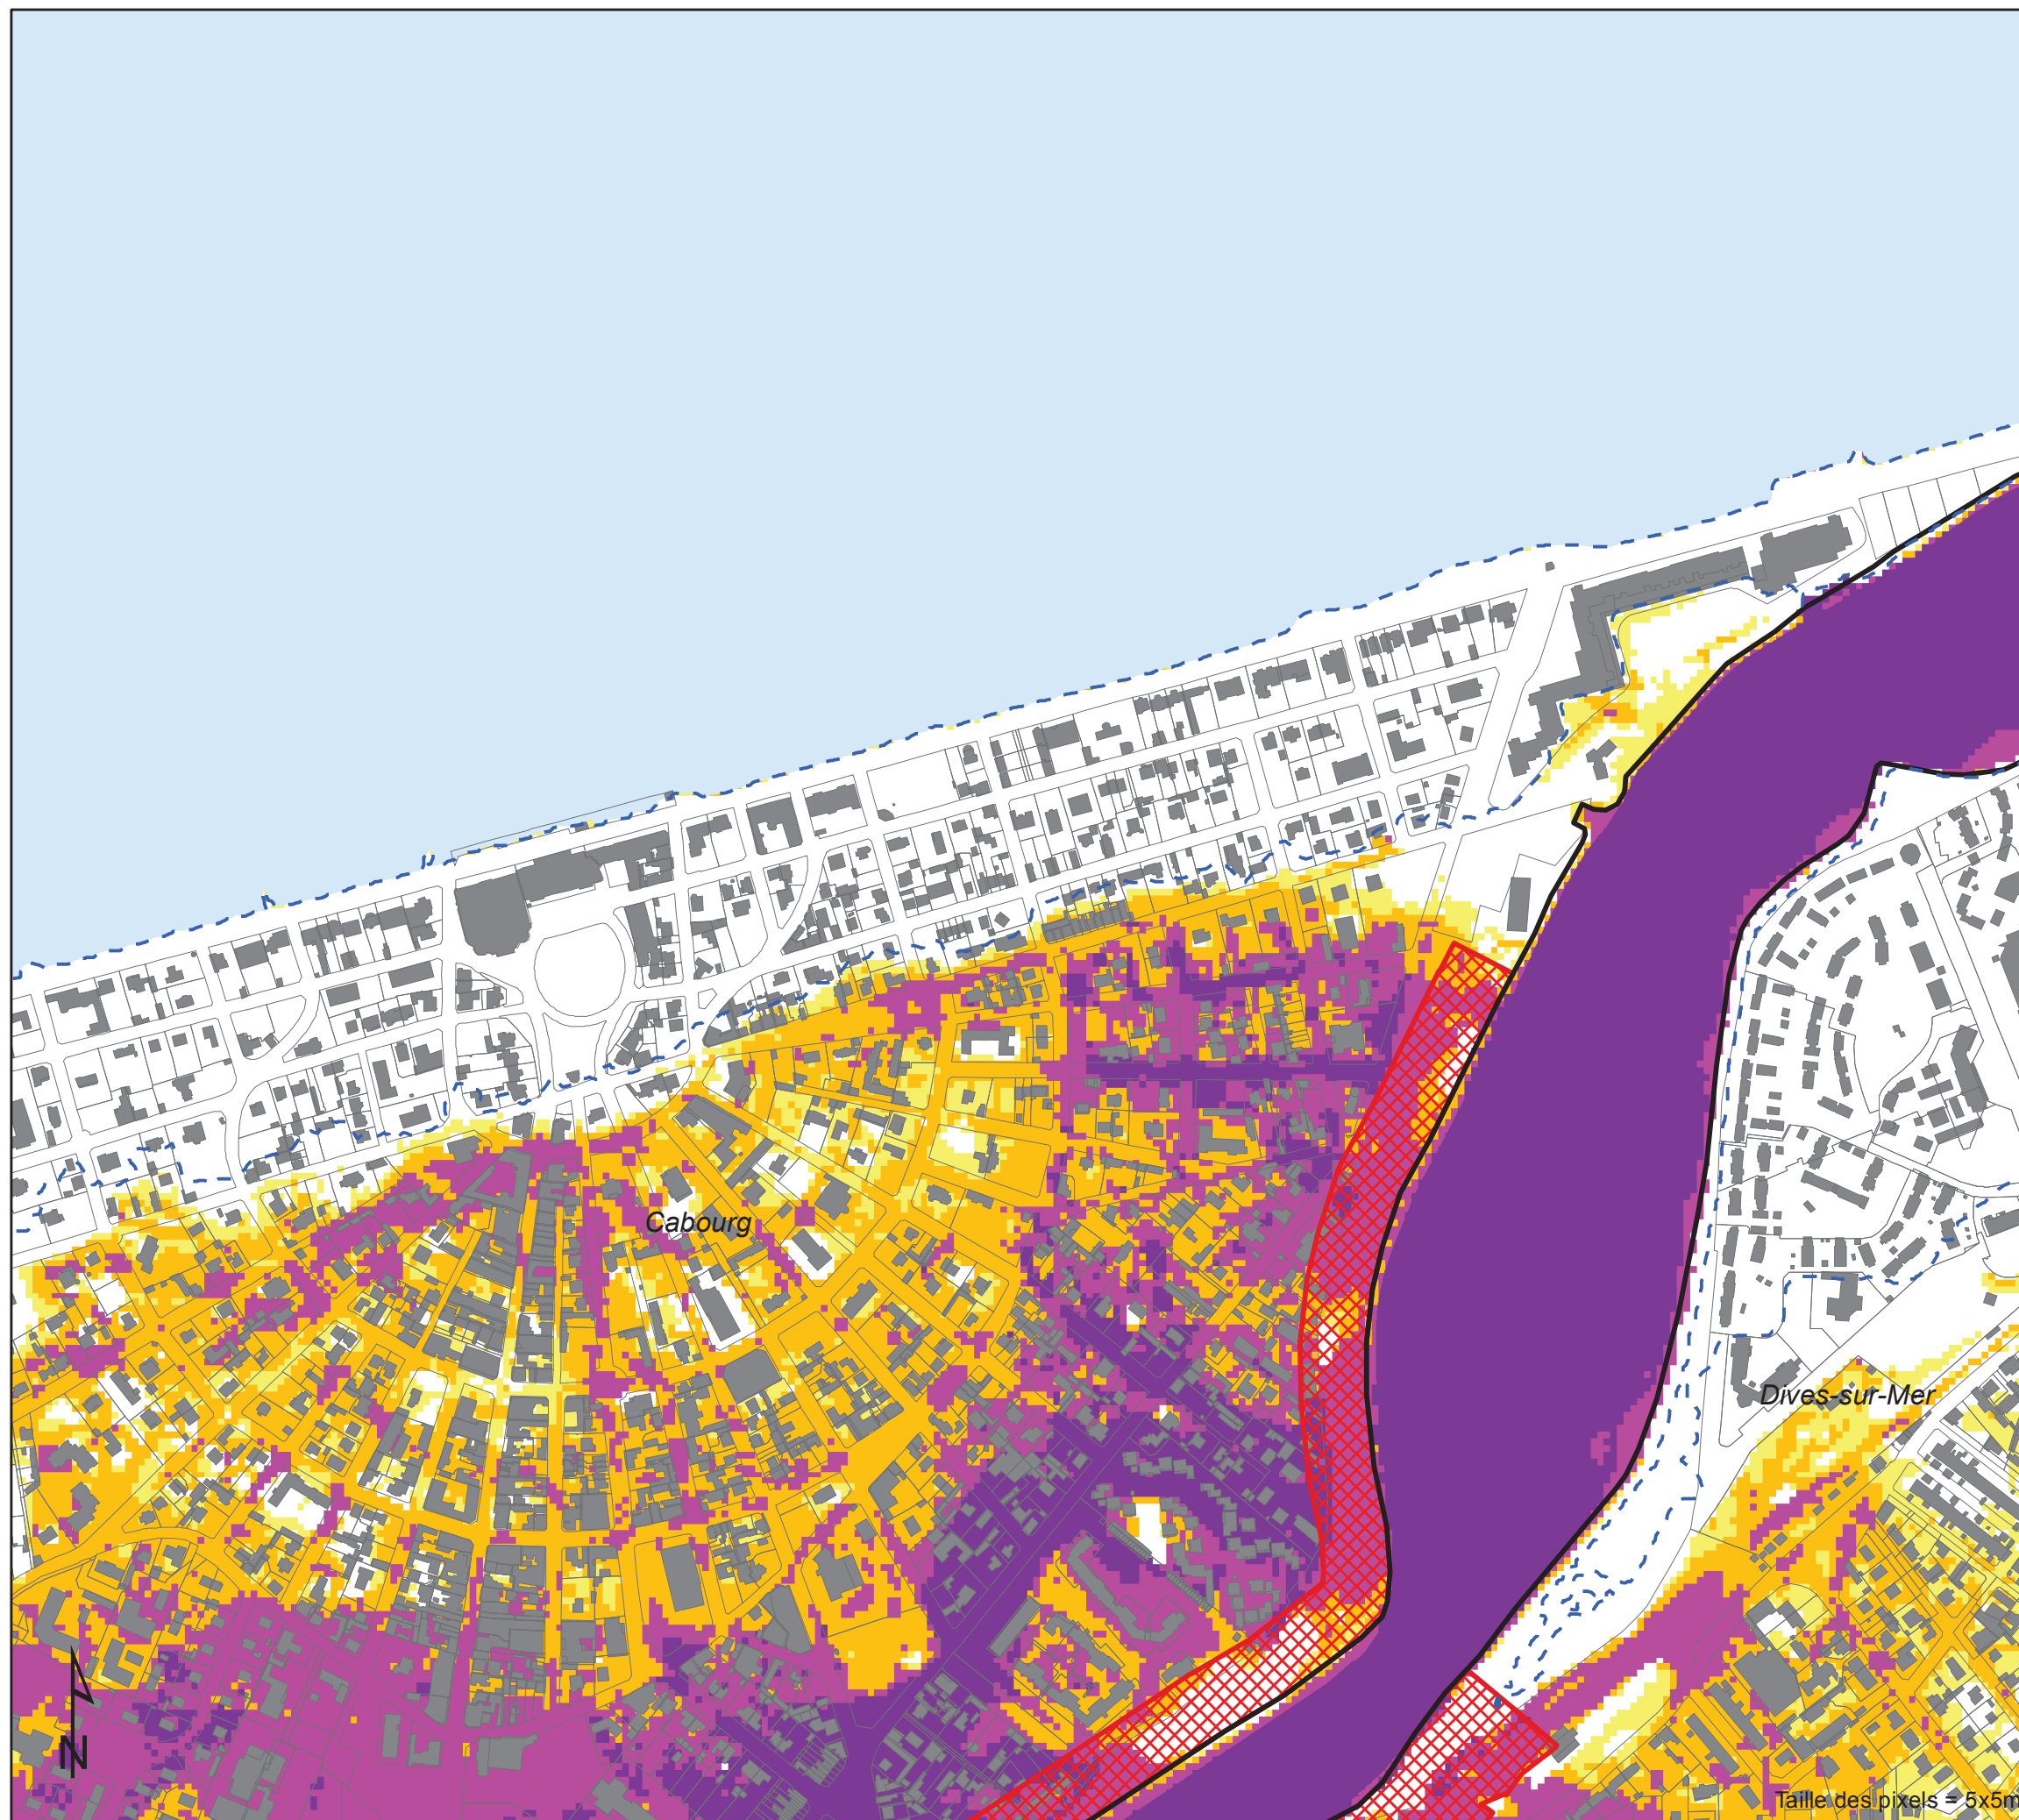 Cabourg
Dives-sur-Mer
N
Taille des pixels = 5x5m